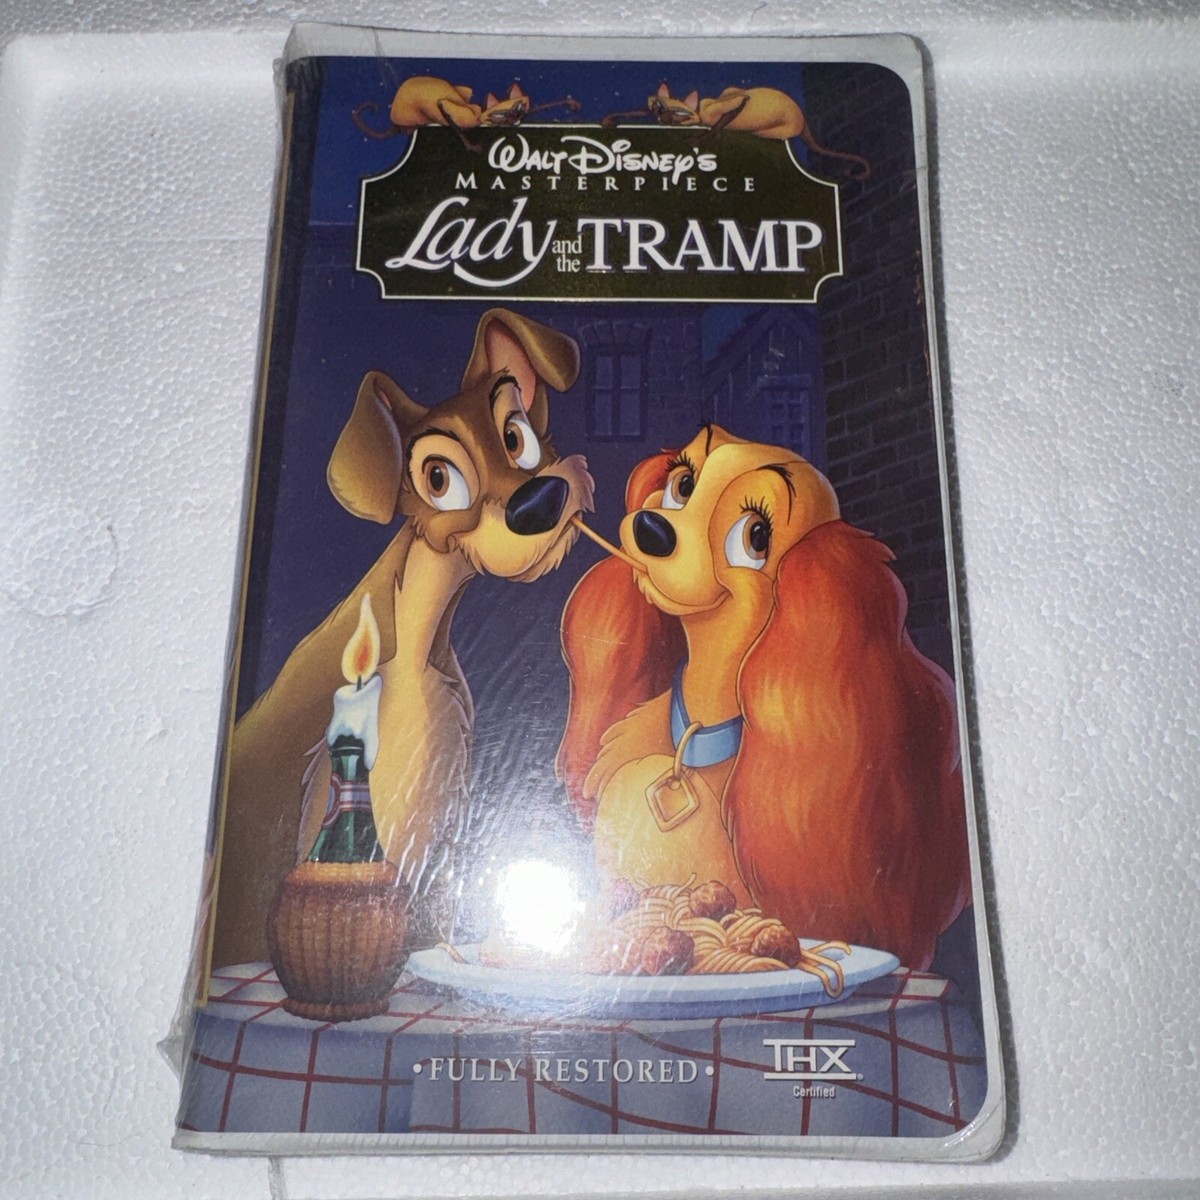 WALT DISNEY'S
MASTERPIECE
Lady and the TRAMP
• FULLY RESTORED •
THX®
Certified